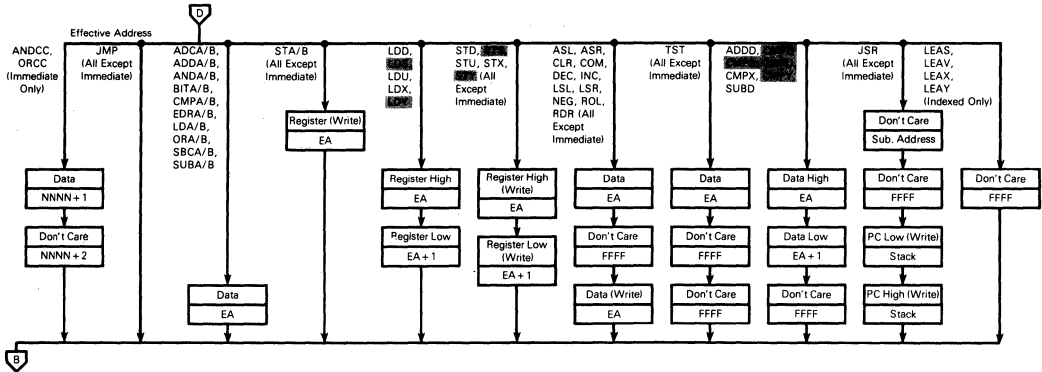 D
Effective Address
ANDCC,
ORCC
(Immediate
Only)
Data
NNNN + 1
Don't Care
NNNN + 2
JMP
(All Except
Immediate)
ADCA/B,
ADDA/B,
ANDA/B,
BITA/B,
CMPA/B,
EDRA/B,
LDA/B,
ORA/B,
SBCA/B,
SUBA/B
Data
EA
STA/B
(All Except
Immediate)
Register (Write)
EA
LDD,
LDU,
LDX,
Register High
EA
Register Low
EA + 1
STD,
STU, STX,
(All
Except
Immediate)
Register High
(Write)
EA
Register Low
(Write)
EA + 1
ASL, ASR,
CLR, COM,
DEC, INC,
LSL, LSR,
NEG, ROL,
RDR (All
Except
Immediate)
Data
EA
Don't Care
FFFF
Data (Write)
EA
TST
(All Except
Immediate)
Data
EA
Don't Care
FFFF
Don't Care
FFFF
ADDD,
CMPX,
SUBD
Data High
EA
Data Low
EA + 1
Don't Care
FFFF
JSR
(All Except
Immediate)
Don't Care
Sub. Address
Don't Care
FFFF
PC Low (Write)
Stack
PC High (Write)
Stack
LEAS,
LEAV,
LEAX,
LEAY
(Indexed Only)
Don't Care
FFFF
B